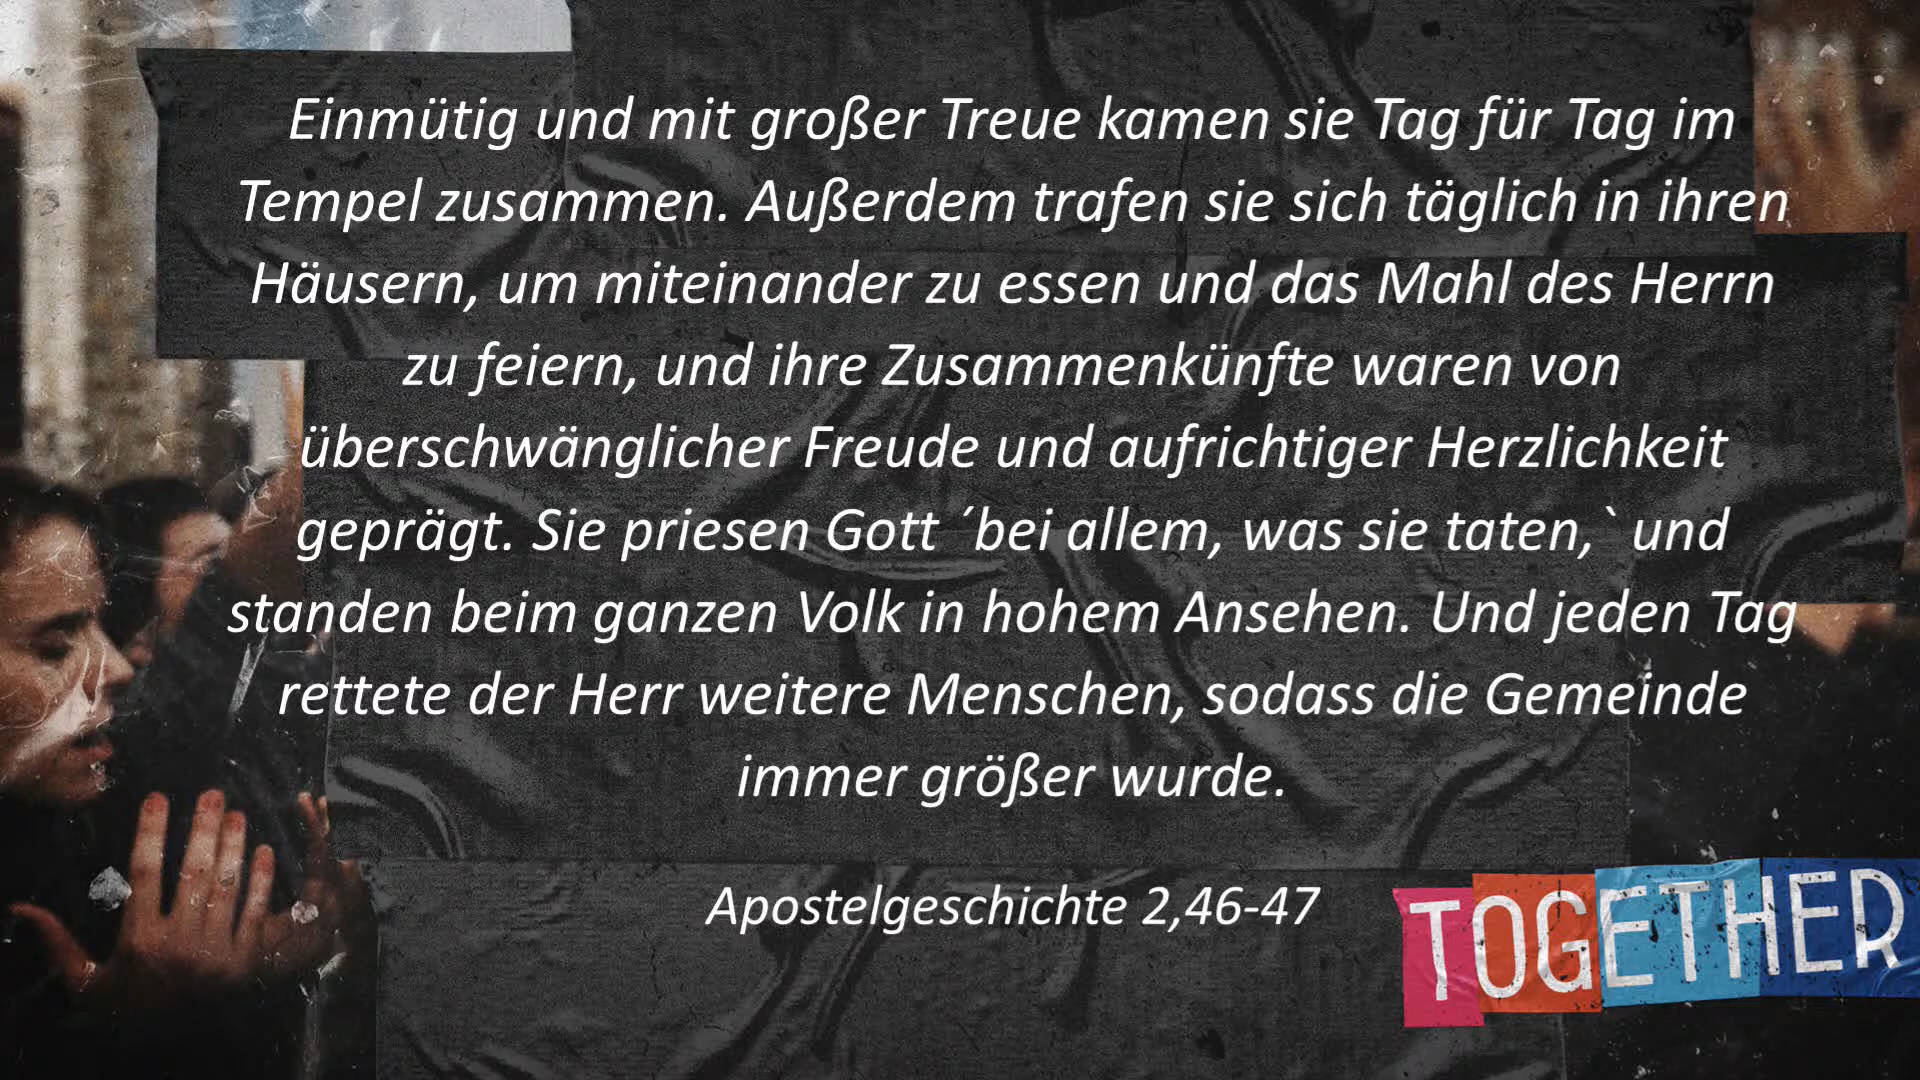 Einmütig und mit großer Treue kamen sie Tag für Tag im
Tempel zusammen. Außerdem trafen sie sich täglich in ihren
Häusern, um miteinander zu essen und das Mahl des Herrn
zu feiern, und ihre Zusammenkünfte waren von
überschwänglicher Freude und aufrichtiger Herzlichkeit
geprägt. Sie priesen Gott ´bei allem, was sie taten,` und
standen beim ganzen Volk in hohem Ansehen. Und jeden Tag
rettete der Herr weitere Menschen, sodass die Gemeinde
immer größer wurde.
Apostelgeschichte 2,46-47
TOGETHER